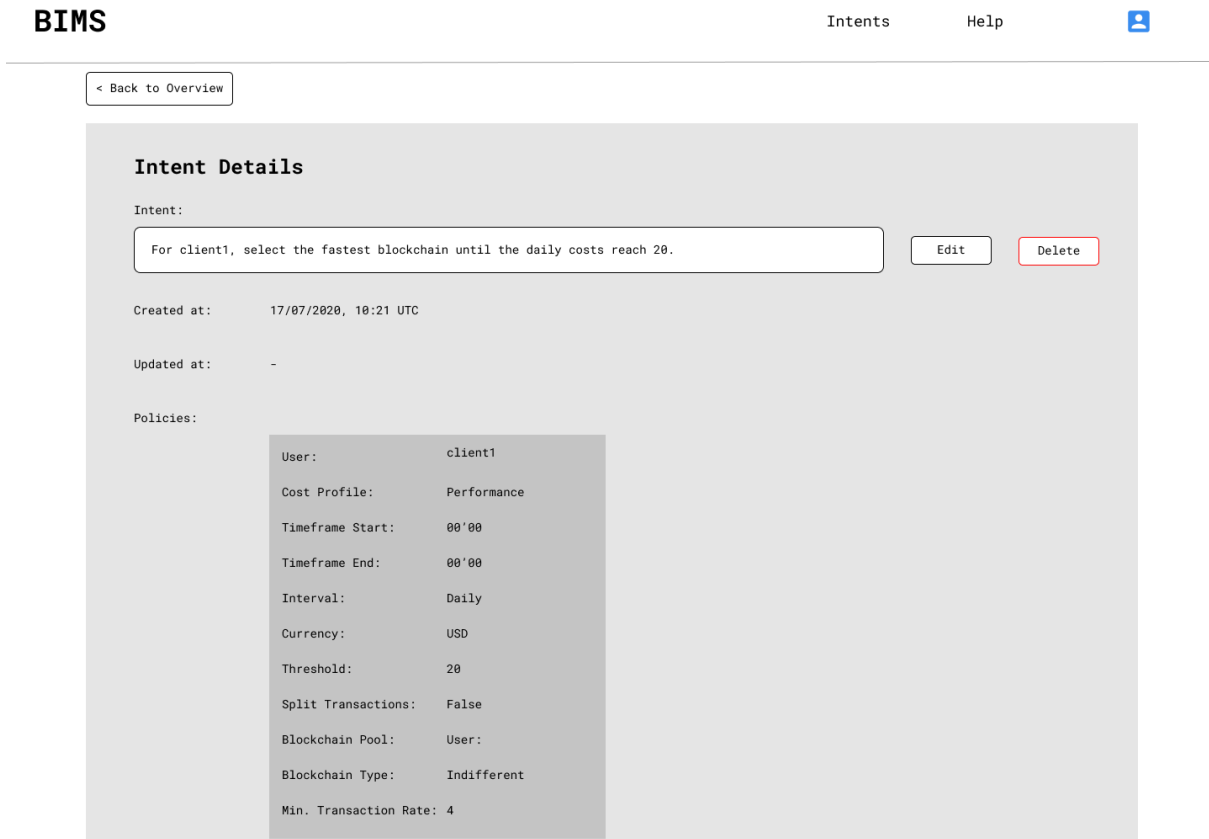 BIMS
Intents Help
< Back to Overview
Intent Details
Intent:
For client1, select the fastest blockchain until the daily costs reach 20.
Edit
Delete
Created at: 17/07/2020, 10:21 UTC
Updated at: -
Policies:
User: client1
Cost Profile: Performance
Timeframe Start: 00'00
Timeframe End: 00'00
Interval: Daily
Currency: USD
Threshold: 20
Split Transactions: False
Blockchain Pool: User:
Blockchain Type: Indifferent
Min. Transaction Rate: 4